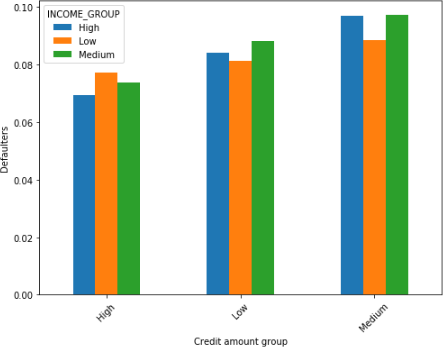 INCOME_GROUP
High
Low
Medium
0.10
0.08
0.06
0.04
0.02
0.00
Defaulters
High
Low
Medium
Credit amount group